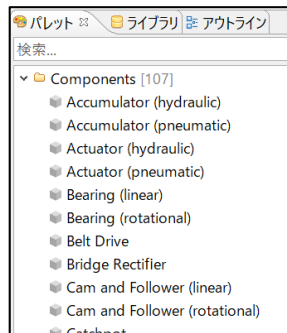 パレット ライブラリ アウトライン
検索...
Components [107]
Accumulator (hydraulic)
Accumulator (pneumatic)
Actuator (hydraulic)
Actuator (pneumatic)
Bearing (linear)
Bearing (rotational)
Belt Drive
Bridge Rectifier
Cam and Follower (linear)
Cam and Follower (rotational)
Catchpot